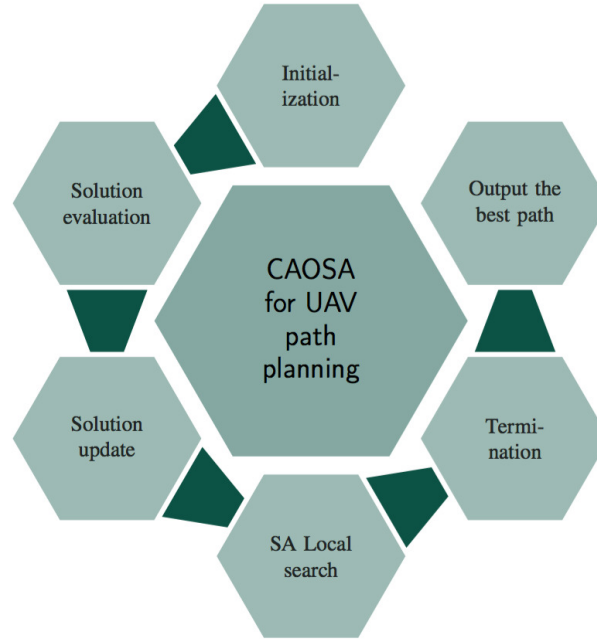 Initial-
ization
Solution
evaluation
Output the
best path
CAOSA
for UAV
path
planning
Solution
update
Termi-
nation
SA Local
search